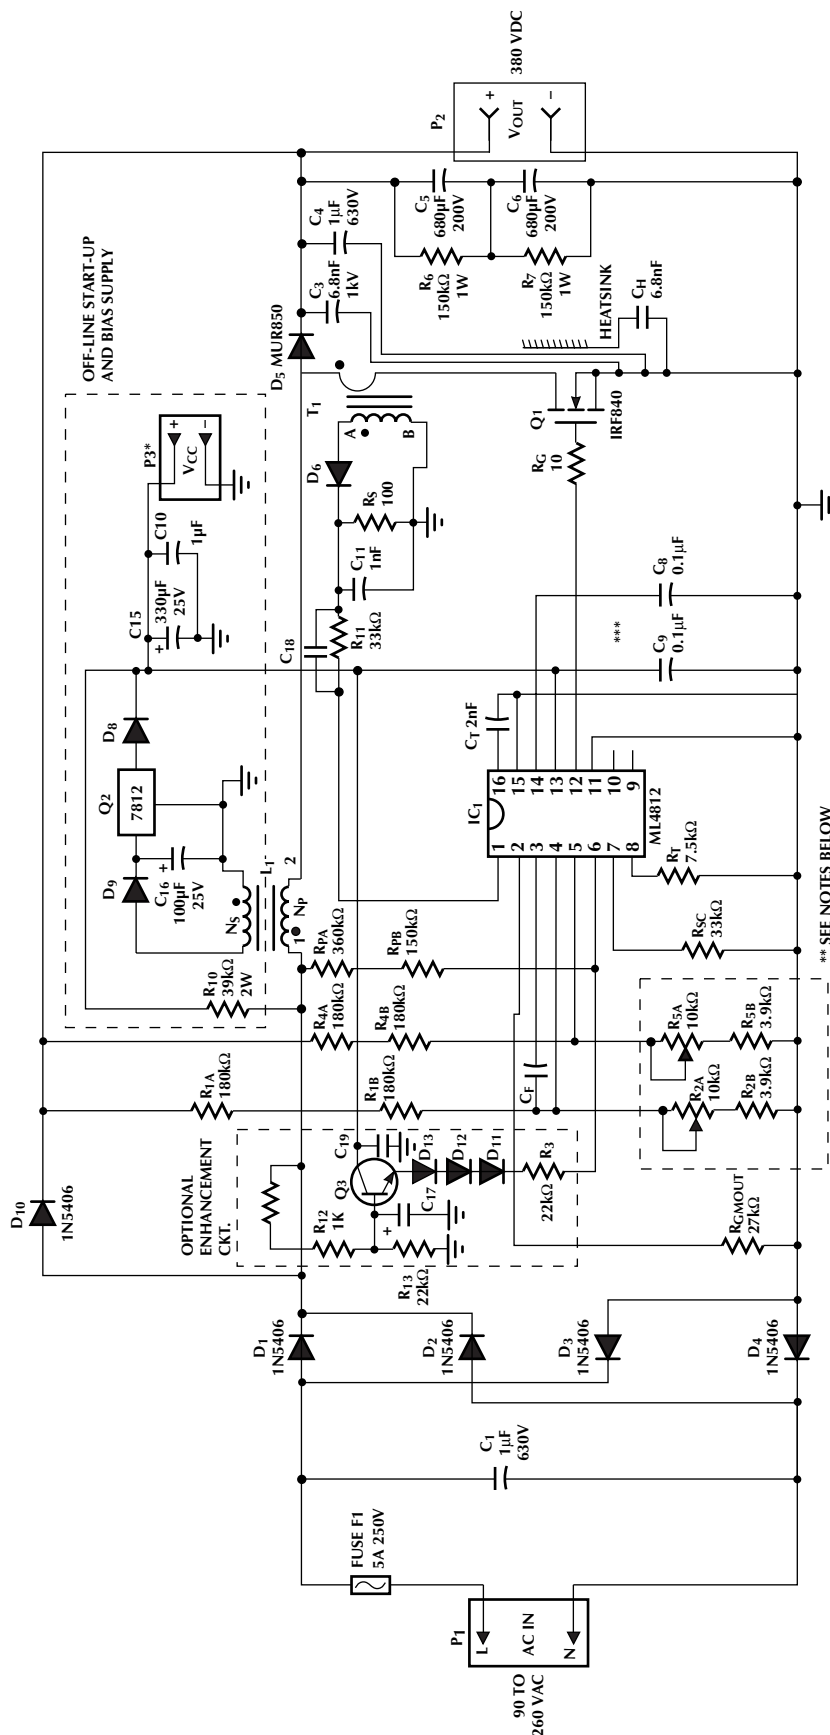 90 TO
260 VAC
P1
L
AC IN
N
FUSE F1
5A 250V
C1
1µF
630V
D1
1N5406
D2
1N5406
D3
1N5406
D4
1N5406
D10
1N5406
OPTIONAL
ENHANCEMENT
CKT.
R12
1K
R13
22kΩ
Q3
C19
C17
+
D13
D12
D11
R3
22kΩ
RGMOUT
27kΩ
R1A
180kΩ
R1B
180kΩ
CF
R2A
10kΩ
R2B
3.9kΩ
R4A
180kΩ
R4B
180kΩ
R5A
10kΩ
R5B
3.9kΩ
** SEE NOTES BELOW
RPA
360kΩ
RPB
150kΩ
RSC
33kΩ
RT
7.5kΩ
R10
39kΩ
2W
OFF-LINE START-UP
AND BIAS SUPPLY
D9
C16
+
100µF
25V
Q2
7812
D8
NS
L1
NP
1
2
C15
+
330µF
25V
C10
1µF
P3*
+
VCC
−
IC1
ML4812
1
2
3
4
5
6
7
8
16
15
14
13
12
11
10
9
CT 2nF
C18
R11
33kΩ
C11
1nF
RS
100
D6
T1
A
B
C9
0.1µF
C8
0.1µF
***
RG
10
Q1
IRF840
D5 MUR850
C3
6.8nF
1kV
C4
1µF
630V
HEATSINK
CH
6.8nF
R6
150kΩ
1W
R7
150kΩ
1W
C5
680µF
200V
C6
680µF
200V
P2
+
VOUT
−
380 VDC